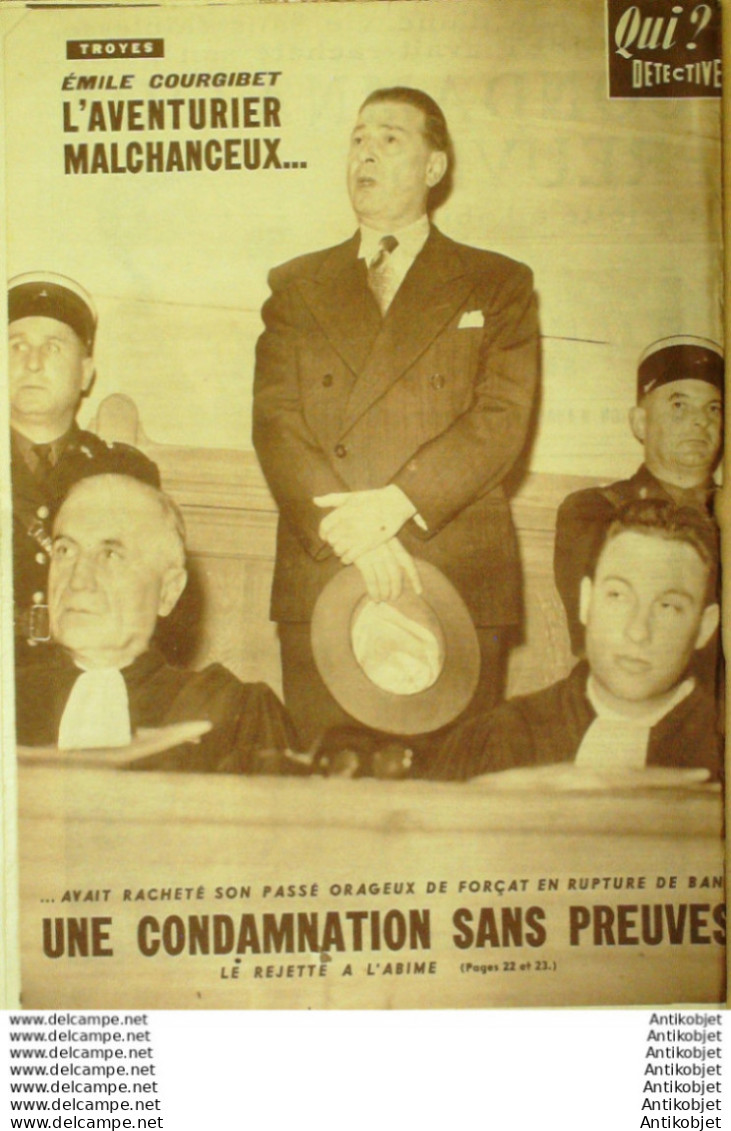 TROYES
ÉMILE COURGIBET
L'AVENTURIER
MALCHANCEUX...
Qui?
DETECTIVE
... AVAIT RACHETÉ SON PASSÉ ORAGEUX DE FORÇAT EN RUPTURE DE BAN
UNE CONDAMNATION SANS PREUVES
LE REJETTE A L'ABIME (Pages 22 et 23.)
www.delcampe.net Antikobjet
www.delcampe.net Antikobjet
www.delcampe.net Antikobjet
www.delcampe.net Antikobjet
www.delcampe.net Antikobjet
www.delcampe.net Antikobjet
www.delcampe.net Antikobjet